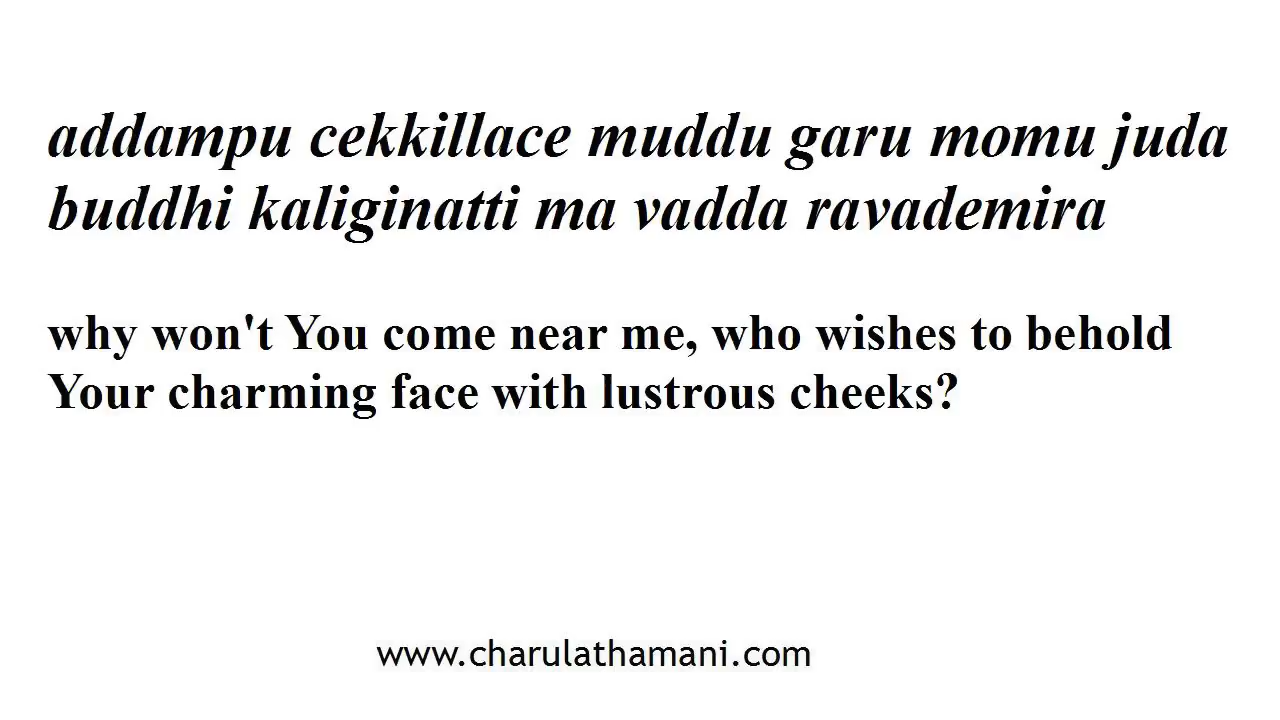 addampu cekkillace muddu garu momu juda
buddhi kaliginatti ma vadda ravademira
why won't You come near me, who wishes to behold
Your charming face with lustrous cheeks?
www.charulathamani.com